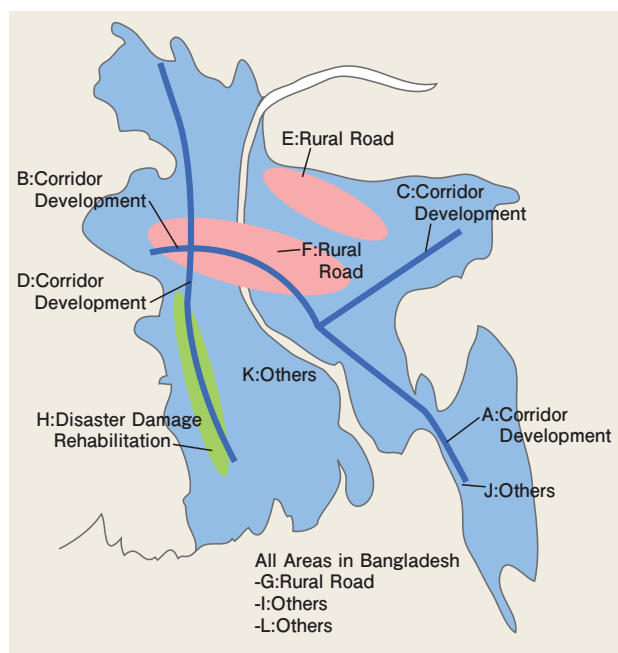 E:Rural Road
B:Corridor
Development
C:Corridor
Development
F:Rural
Road
D:Corridor
Development
K:Others
H:Disaster Damage
Rehabilitation
A:Corridor
Development
J:Others
All Areas in Bangladesh
-G:Rural Road
-I:Others
-L:Others